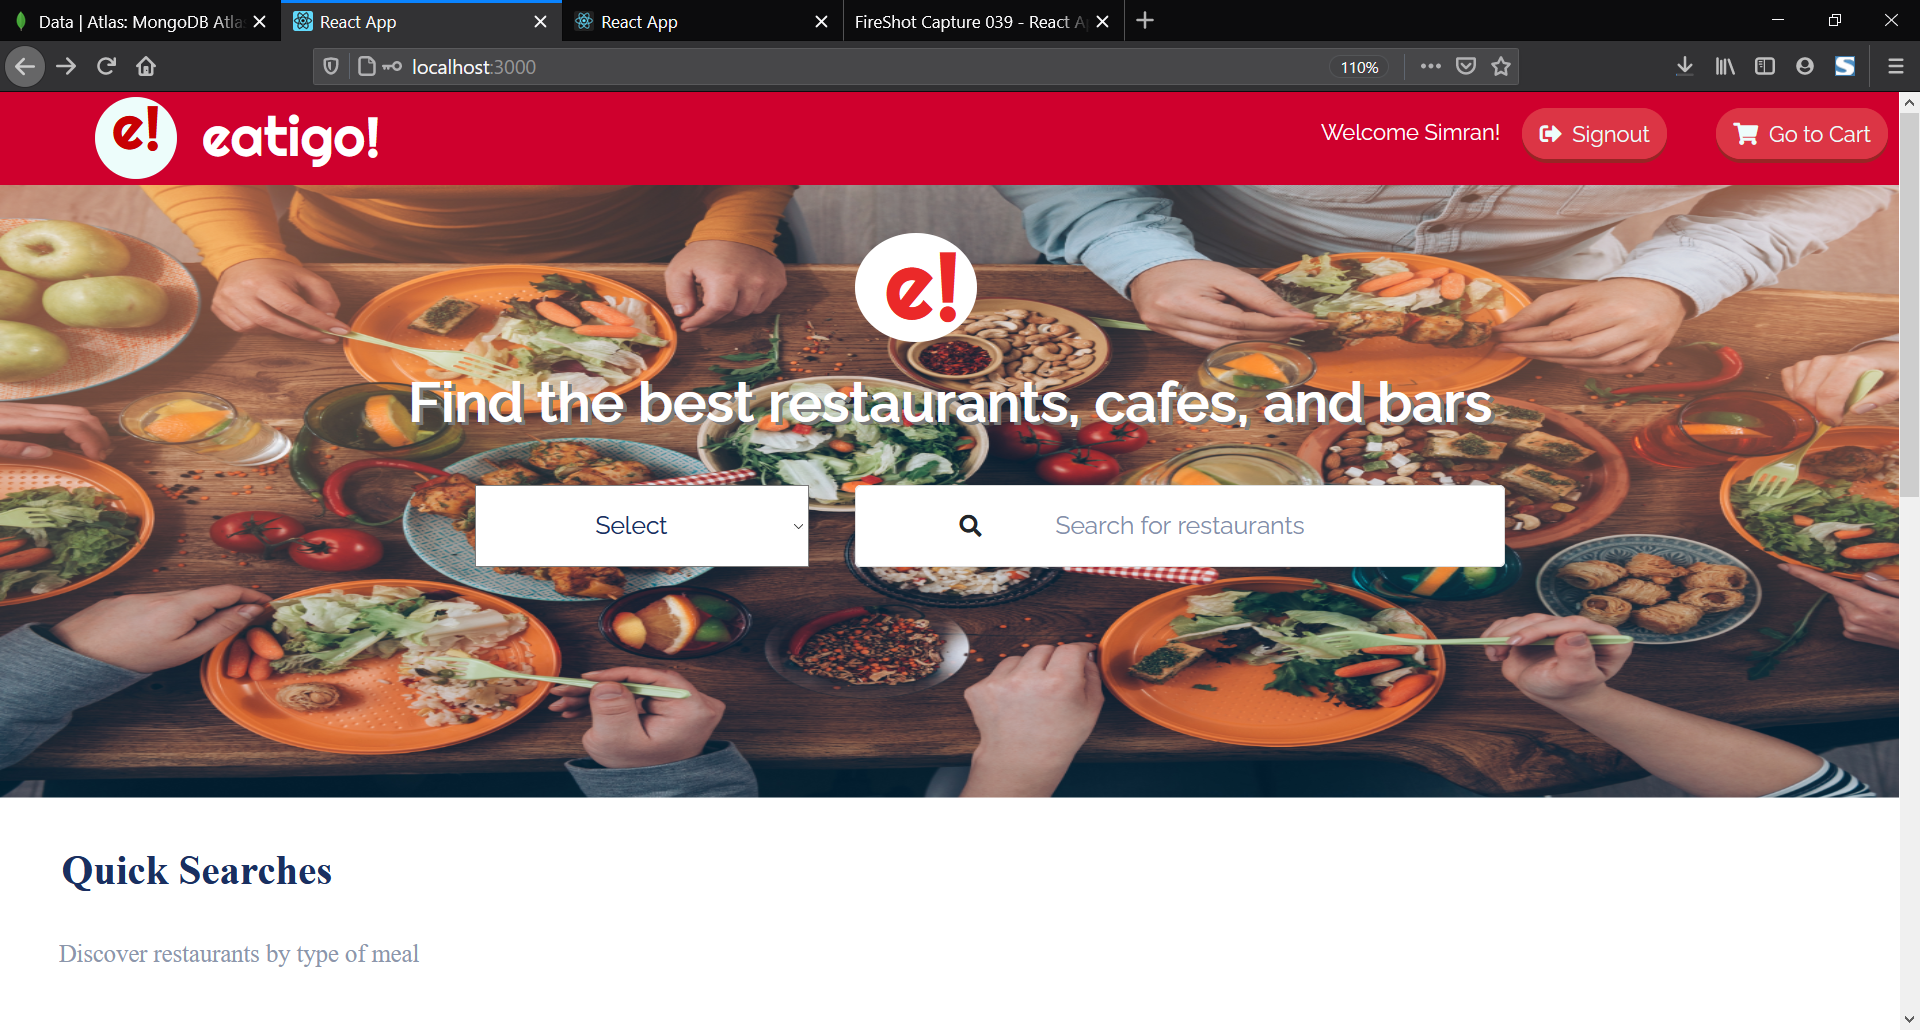 Data | Atlas: MongoDB Atla
React App
React App
FireShot Capture 039 - React A
localhost:3000
110%
e!
eatigo!
Welcome Simran!
Signout
Go to Cart
e!
Find the best restaurants, cafes, and bars
Select
Search for restaurants
Quick Searches
Discover restaurants by type of meal